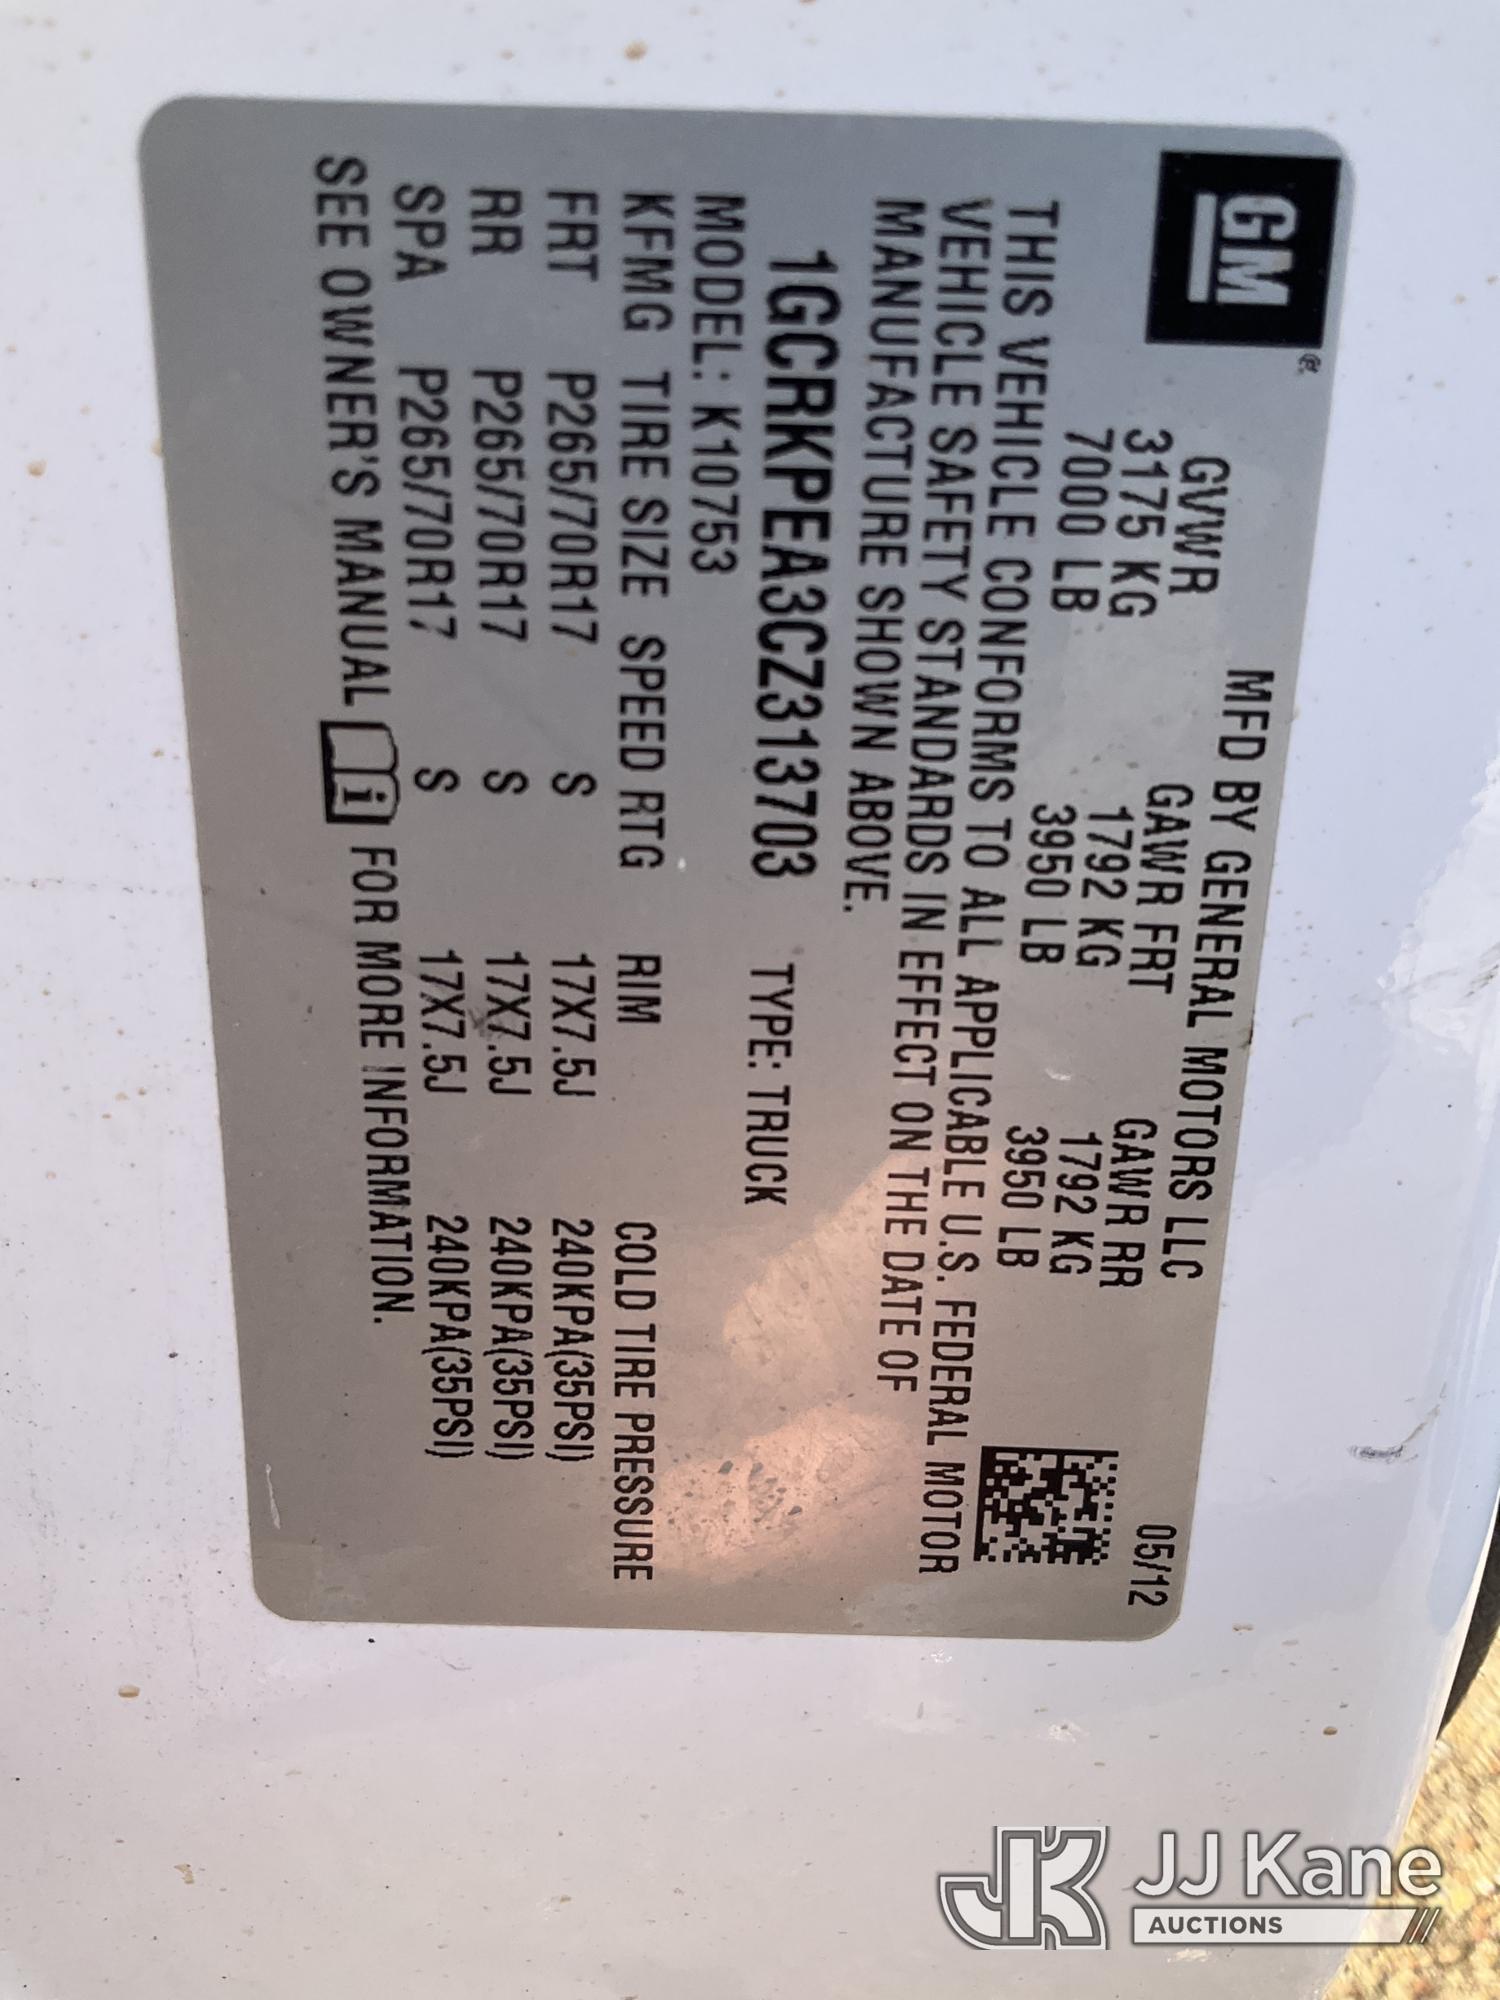 GM
MFD BY GENERAL MOTORS LLC 05/12
GVWR GAWR FRT GAWR RR
3175 KG 1792 KG 1792 KG
7000 LB 3950 LB 3950 LB
THIS VEHICLE CONFORMS TO ALL APPLICABLE U.S. FEDERAL MOTOR
VEHICLE SAFETY STANDARDS IN EFFECT ON THE DATE OF
MANUFACTURE SHOWN ABOVE.
1GCRKPEA3CZ313703 TYPE: TRUCK
MODEL: K10753
KFMG TIRE SIZE SPEED RTG RIM COLD TIRE PRESSURE
FRT P265/70R17 S 17X7.5J 240KPA(35PSI)
RR P265/70R17 S 17X7.5J 240KPA(35PSI)
SPA P265/70R17 S 17X7.5J 240KPA(35PSI)
SEE OWNER'S MANUAL i FOR MORE INFORMATION.
JK JJ Kane
AUCTIONS